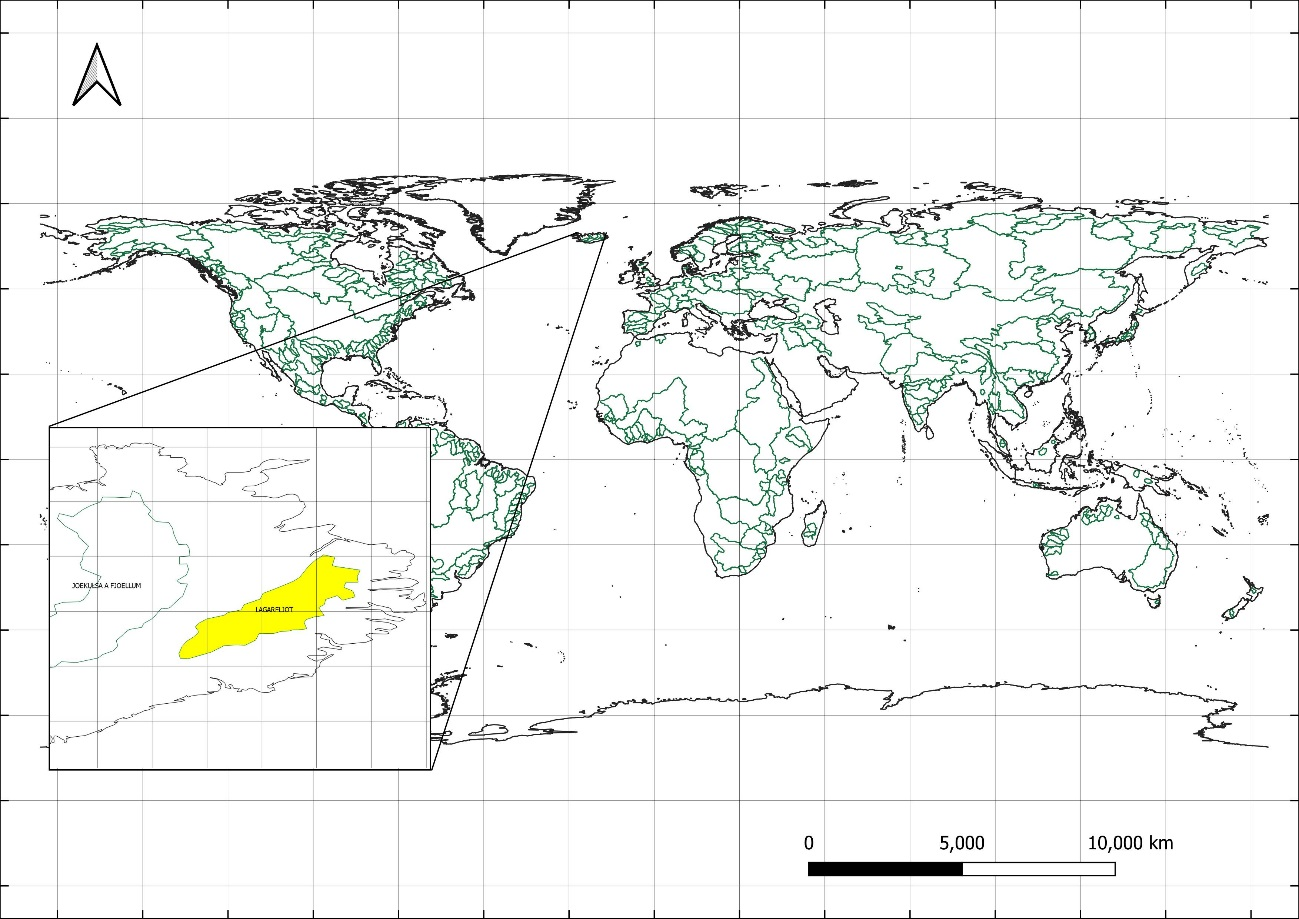 JOEKULSA A FJOELLUM
LAGARFLJOT
0 5,000 10,000 km